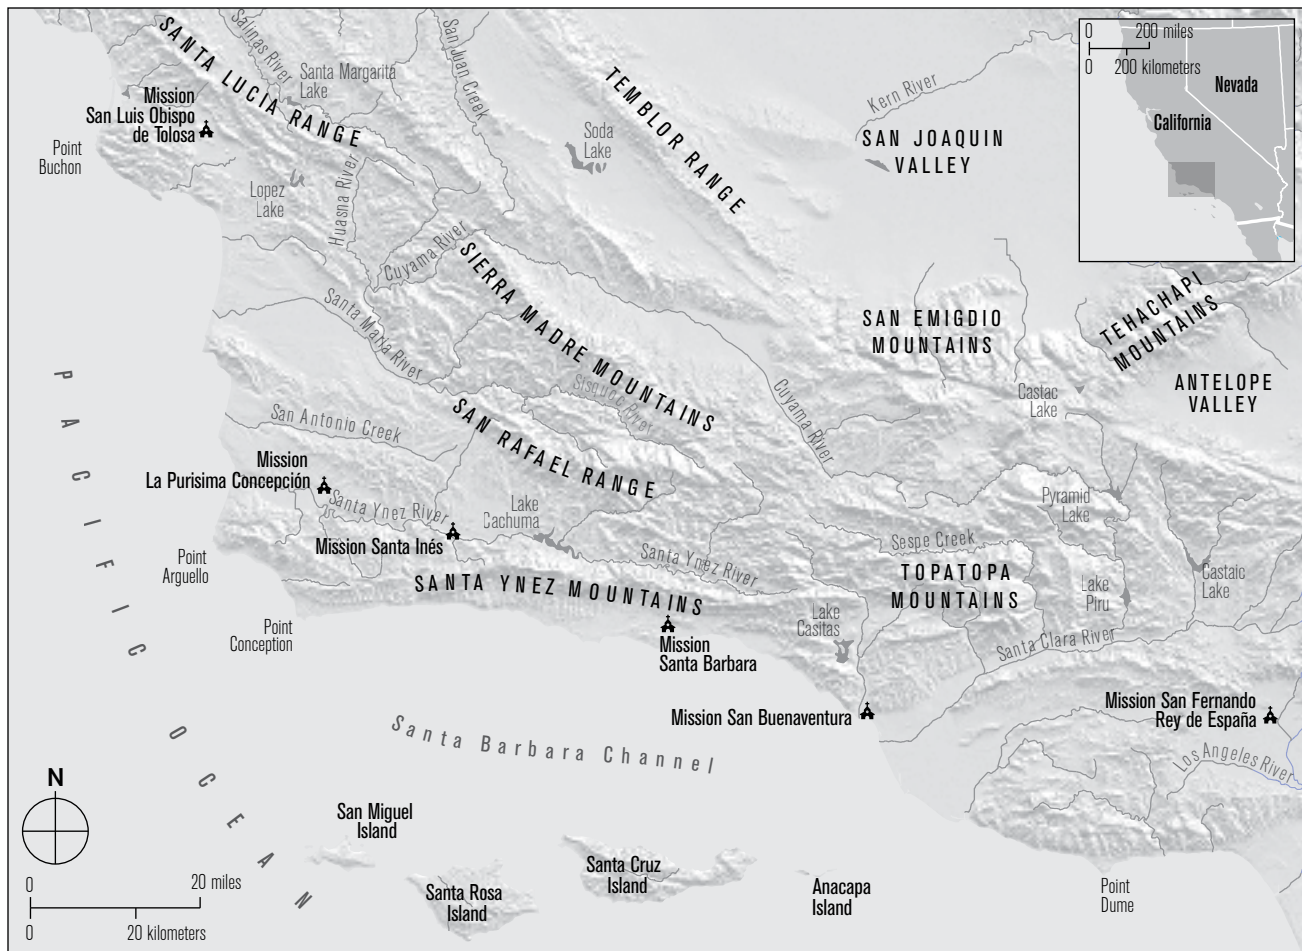 SANTA LUCIA RANGE
Salinas River
Santa Margarita
Lake
San Juan Creek
TEMBLOR RANGE
Kern River
SAN JOAQUIN
VALLEY
0
200 miles
0
200 kilometers
Nevada
California
Mission
San Luis Obispo
de Tolosa
Point
Buchon
Soda
Lake
Lopez
Lake
Huasna River
Cuyama River
SIERRA MADRE MOUNTAINS
Santa Maria River
SAN EMIGDIO
MOUNTAINS
TEHACHAPI
MOUNTAINS
ANTELOPE
VALLEY
Castac
Lake
Cuyama River
Sisquoc River
SAN RAFAEL RANGE
San Antonio Creek
Mission
La Purisima Concepción
Santa Ynez River
Lake
Cachuma
Mission Santa Inés
Pyramid
Lake
Sespe Creek
TOPATOPA
MOUNTAINS
Santa Ynez River
SANTA YNEZ MOUNTAINS
Lake
Piru
Castaic
Lake
Point
Arguello
Point
Conception
Lake
Casitas
Mission
Santa Barbara
Santa Clara River
Mission San Buenaventura
Mission San Fernando
Rey de España
Los Angeles River
Santa Barbara Channel
PACIFIC OCEAN
N
San Miguel
Island
Santa Rosa
Island
Santa Cruz
Island
Anacapa
Island
Point
Dume
0
20 miles
0
20 kilometers